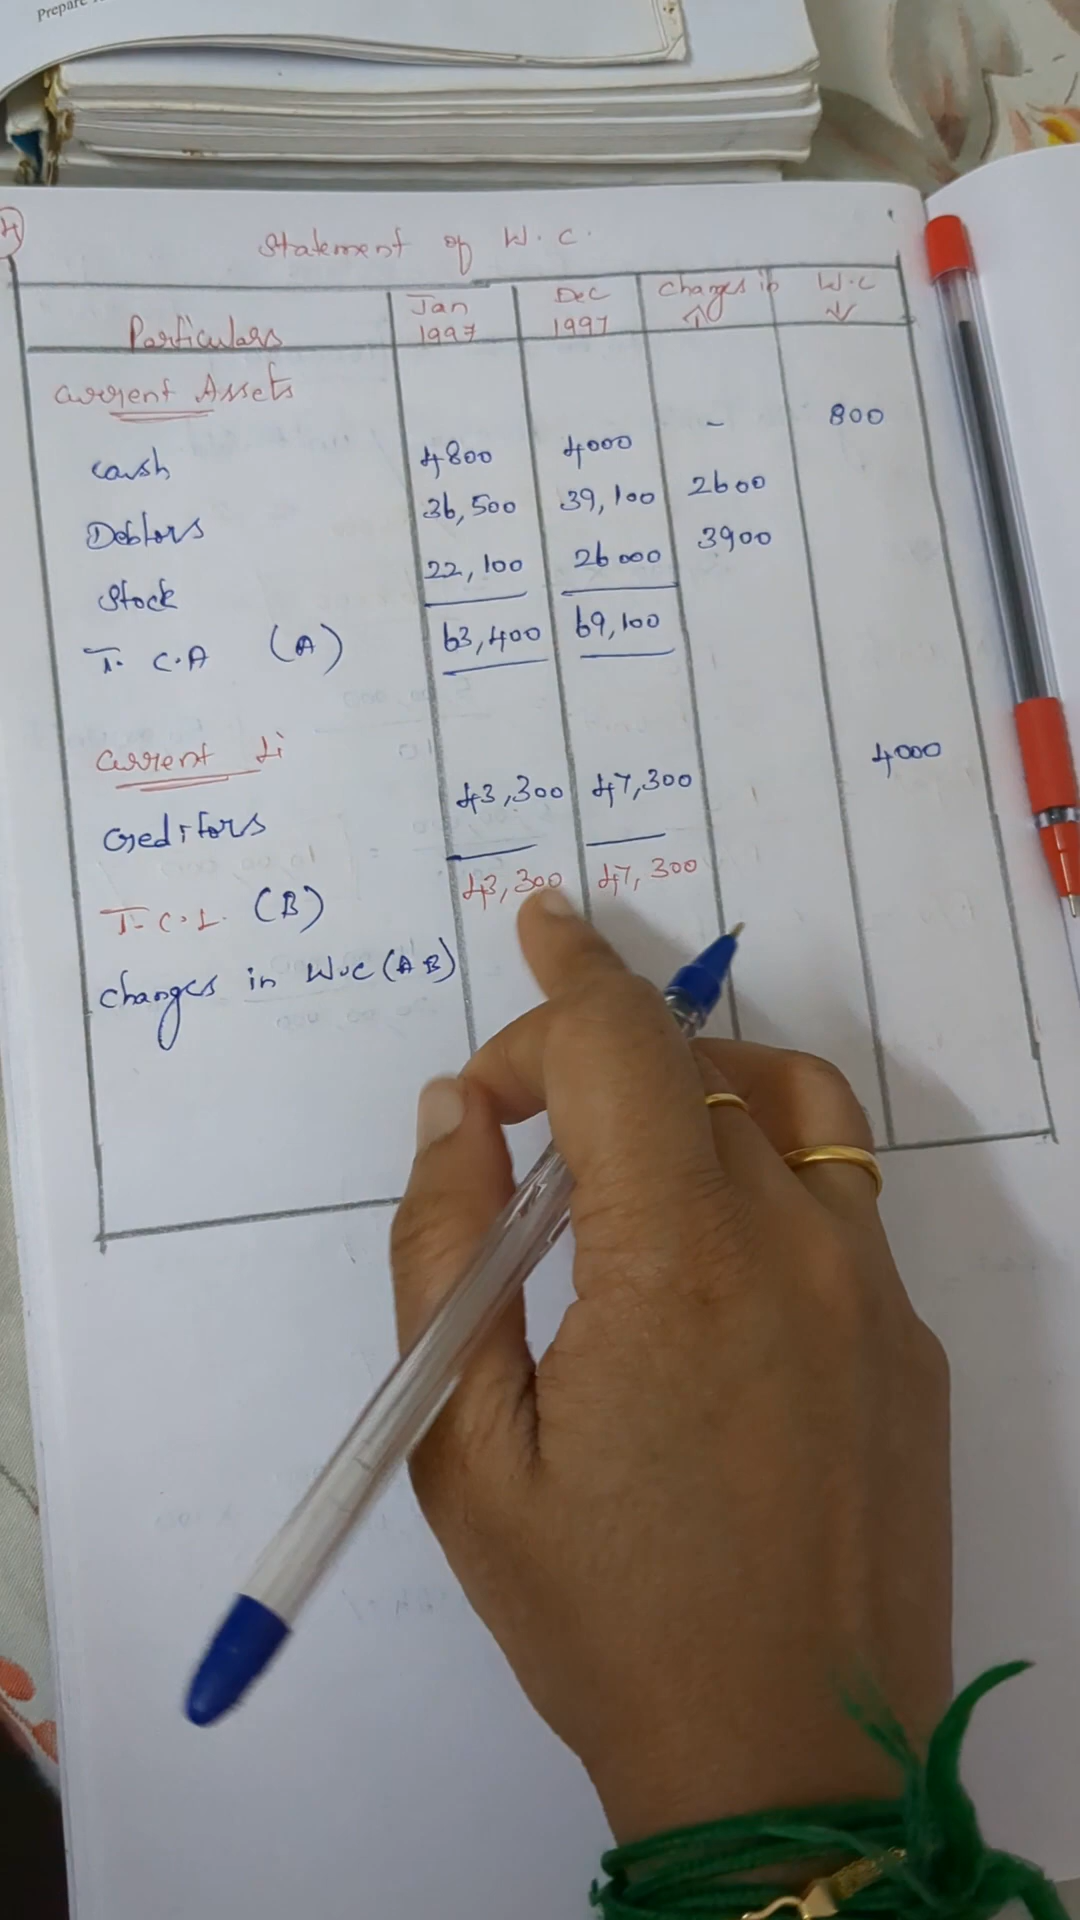 Prepare
4
Statement of W.C.
Particulars Jan 1997 Dec 1997 Changes in ↑ W.C ↓
Current Assets
Cash 4800 4000 - 800
Debtors 36,500 39,100 2600
Stock 22,100 26000 3900
T. C.A (A) 63,400 69,100
Current Li
Creditors 43,300 47,300 4000
T.C.L. (B) 43,300 47,300
Changes in W.C (A B)